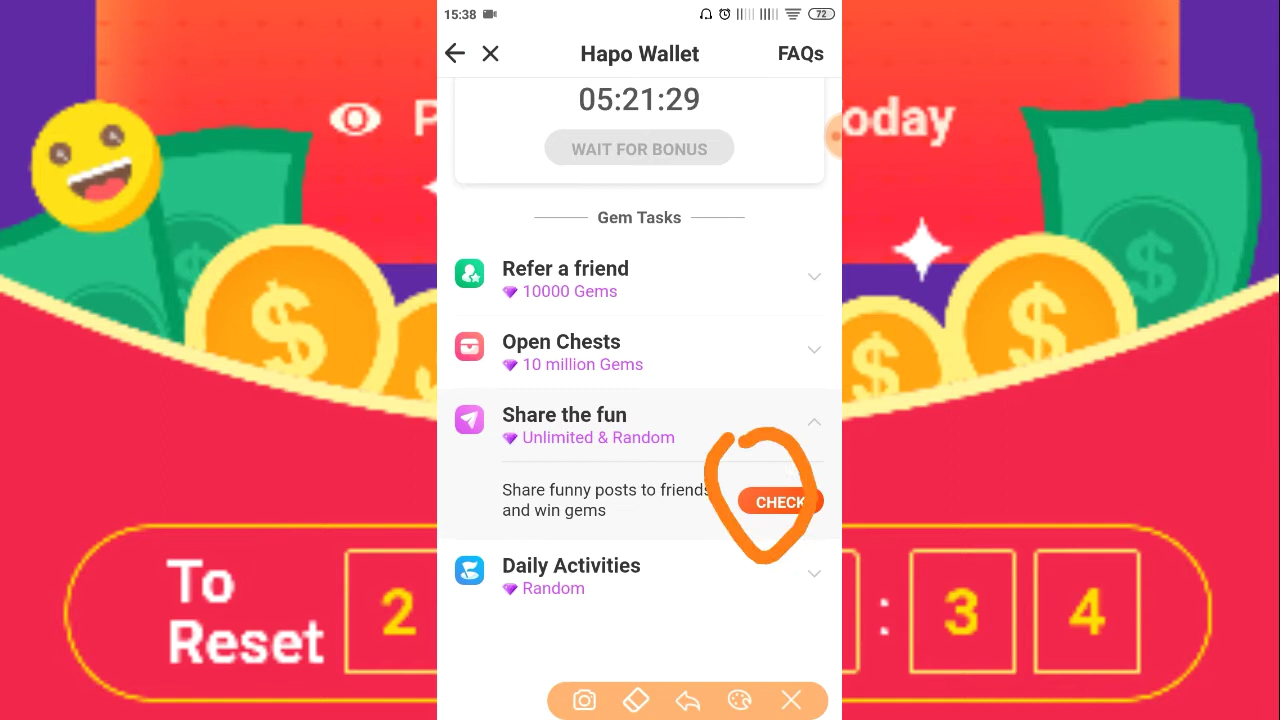 15:38
72
Hapo Wallet
FAQs
05:21:29
WAIT FOR BONUS
P
oday
Gem Tasks
Refer a friend
10000 Gems
Open Chests
10 million Gems
Share the fun
Unlimited & Random
Share funny posts to friends
and win gems
CHECK
Daily Activities
Random
To
Reset
2
: 3 4